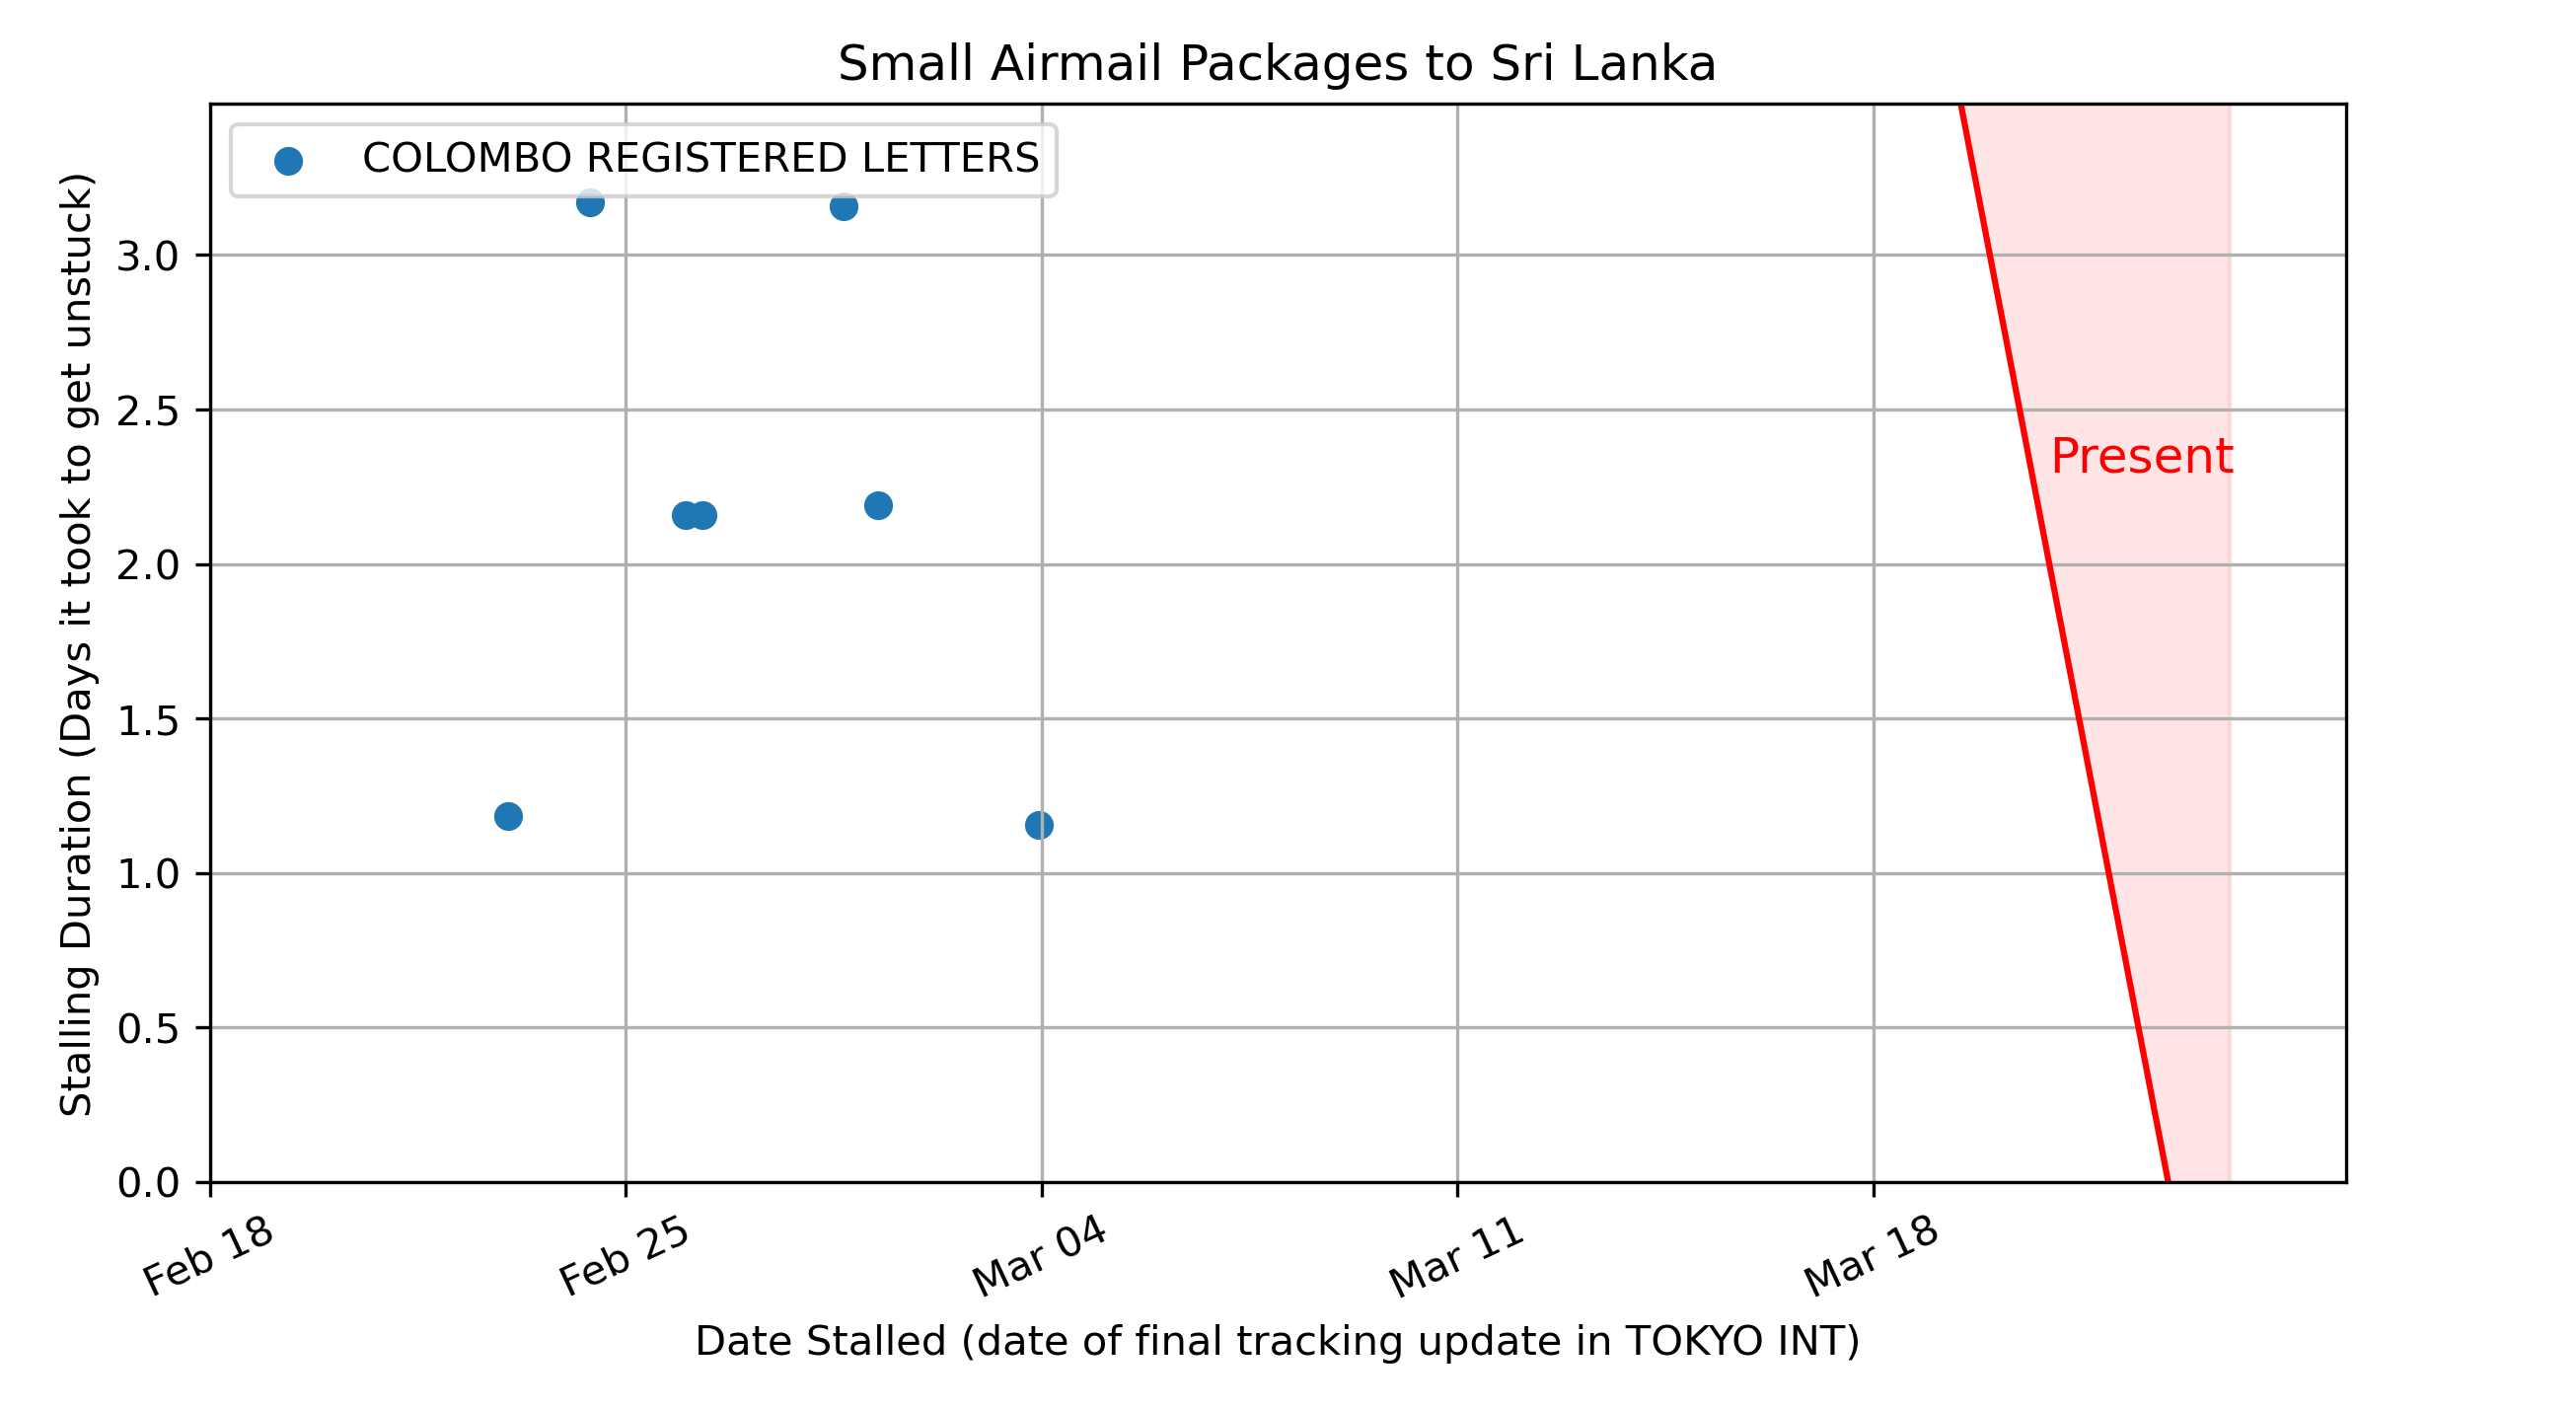 Small Airmail Packages to Sri Lanka
COLOMBO REGISTERED LETTERS
Stalling Duration (Days it took to get unstuck)
3.0
2.5
2.0
1.5
1.0
0.5
0.0
Present
Feb 18
Feb 25
Mar 04
Mar 11
Mar 18
Date Stalled (date of final tracking update in TOKYO INT)